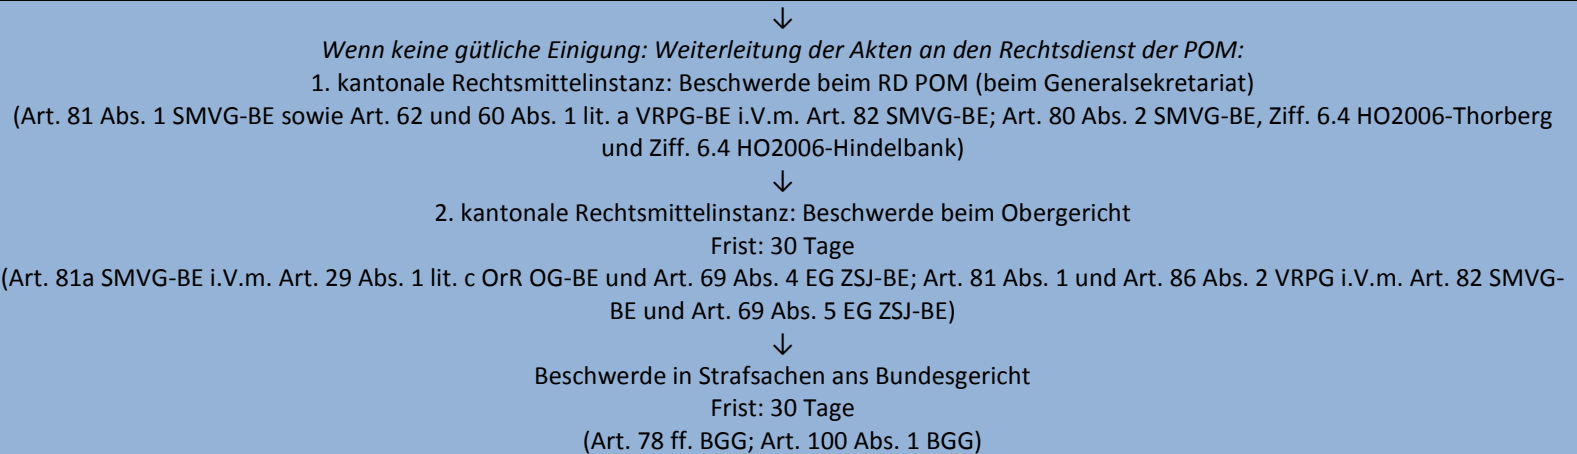 ↓
Wenn keine gütliche Einigung: Weiterleitung der Akten an den Rechtsdienst der POM:
1. kantonale Rechtsmittelinstanz: Beschwerde beim RD POM (beim Generalsekretariat)
(Art. 81 Abs. 1 SMVG-BE sowie Art. 62 und 60 Abs. 1 lit. a VRPG-BE i.V.m. Art. 82 SMVG-BE; Art. 80 Abs. 2 SMVG-BE, Ziff. 6.4 HO2006-Thorberg
und Ziff. 6.4 HO2006-Hindelbank)
↓
2. kantonale Rechtsmittelinstanz: Beschwerde beim Obergericht
Frist: 30 Tage
(Art. 81a SMVG-BE i.V.m. Art. 29 Abs. 1 lit. c OrR OG-BE und Art. 69 Abs. 4 EG ZSJ-BE; Art. 81 Abs. 1 und Art. 86 Abs. 2 VRPG i.V.m. Art. 82 SMVG-
BE und Art. 69 Abs. 5 EG ZSJ-BE)
↓
Beschwerde in Strafsachen ans Bundesgericht
Frist: 30 Tage
(Art. 78 ff. BGG; Art. 100 Abs. 1 BGG)